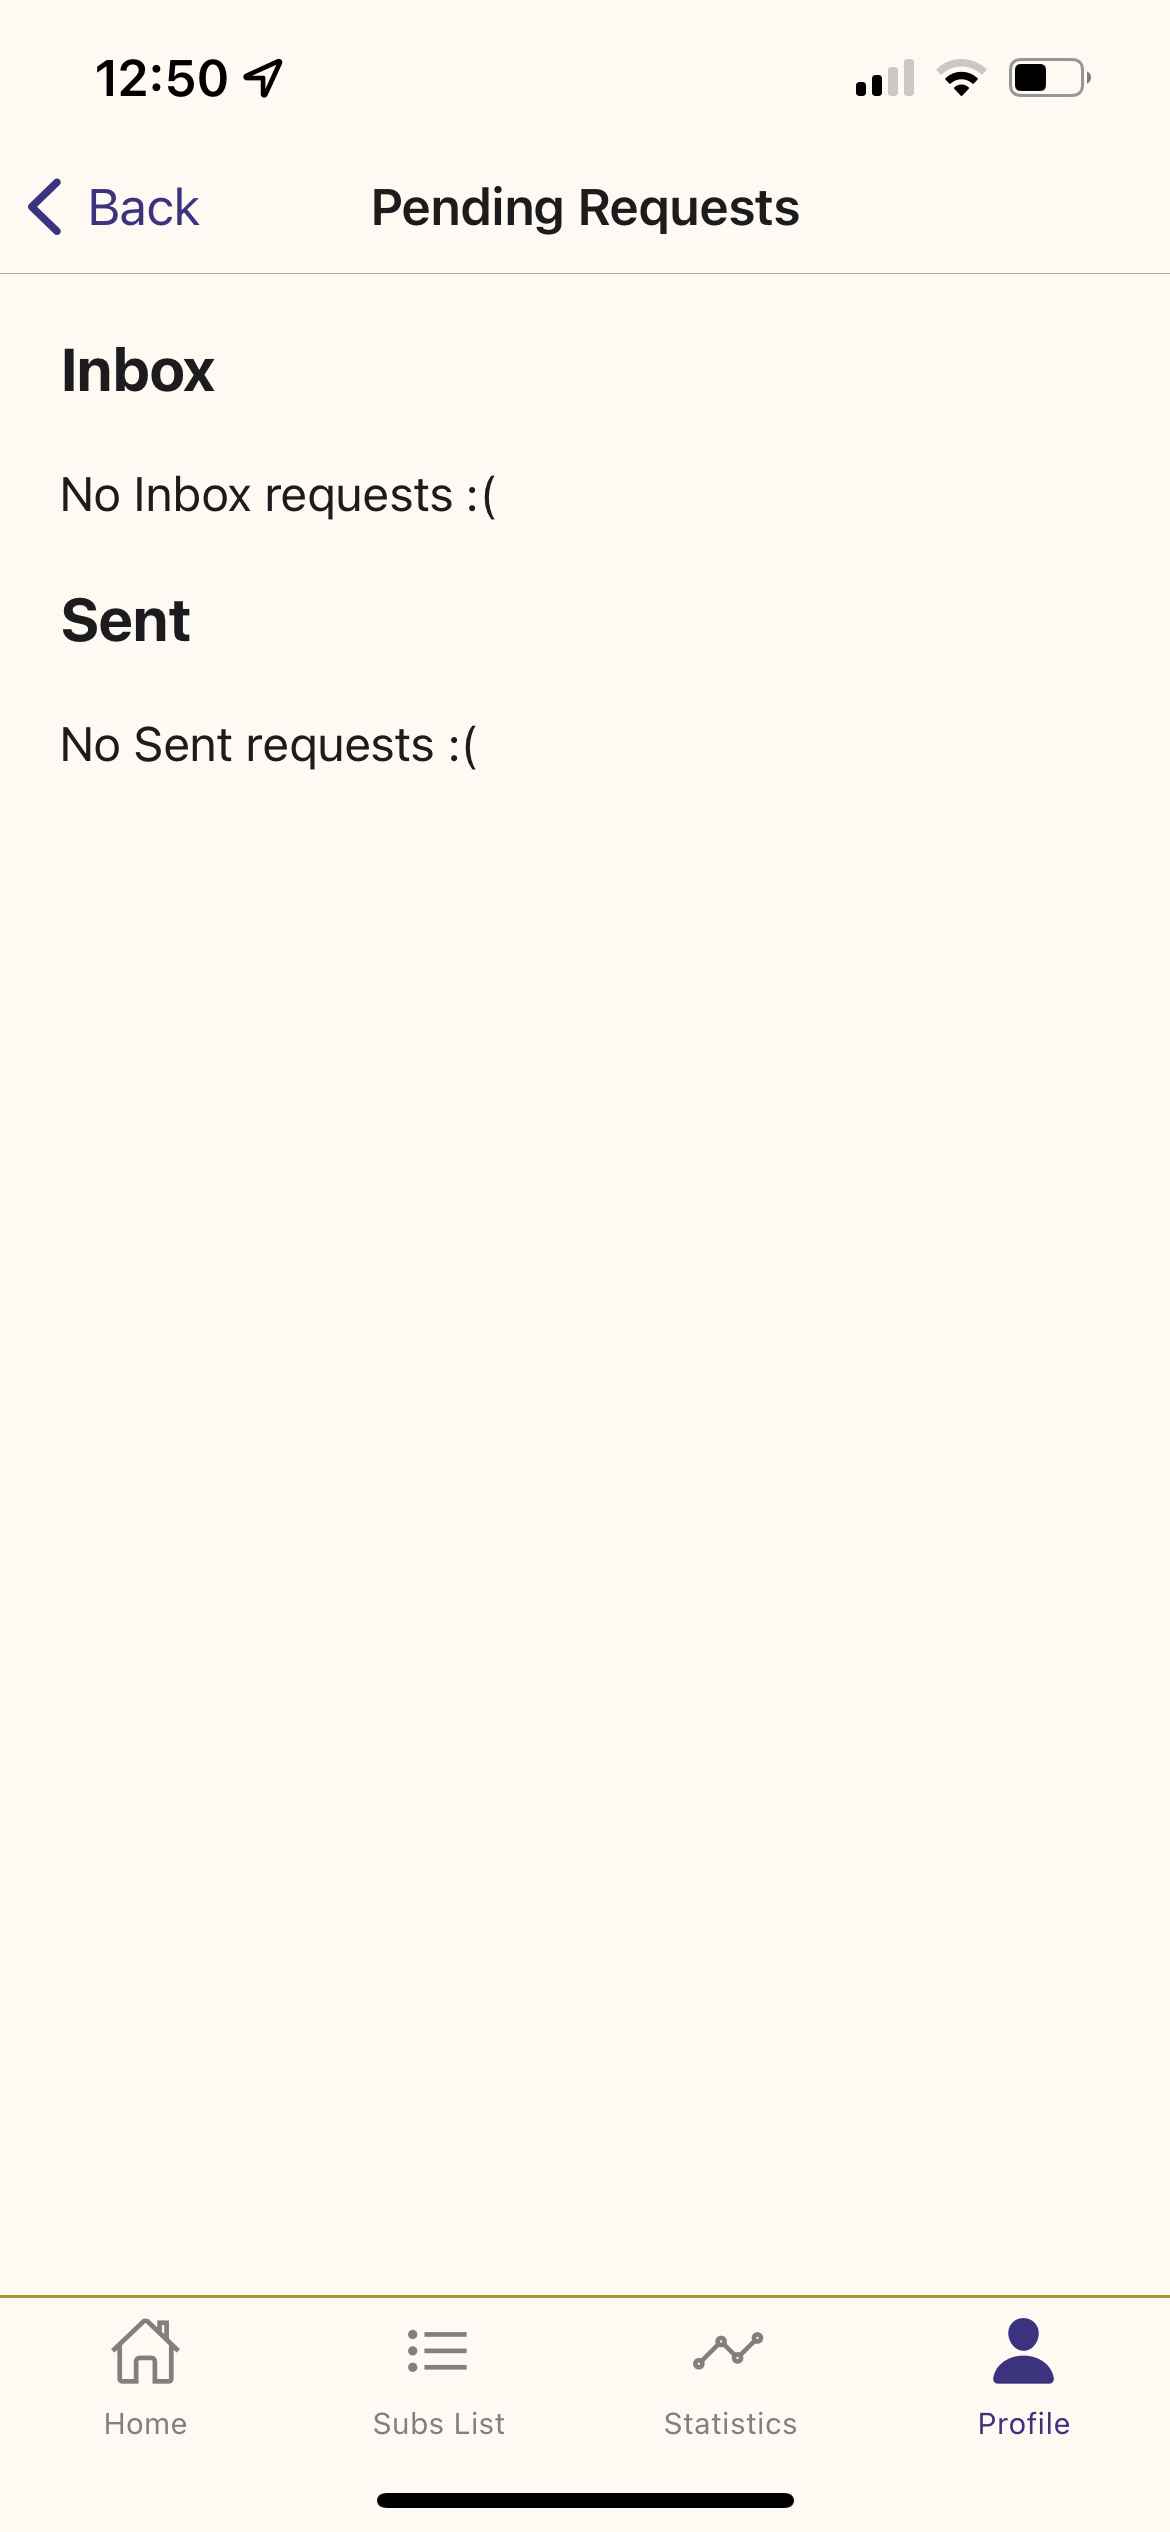 12:50
Back
Pending Requests
Inbox
No Inbox requests :(
Sent
No Sent requests :(
Home
Subs List
Statistics
Profile